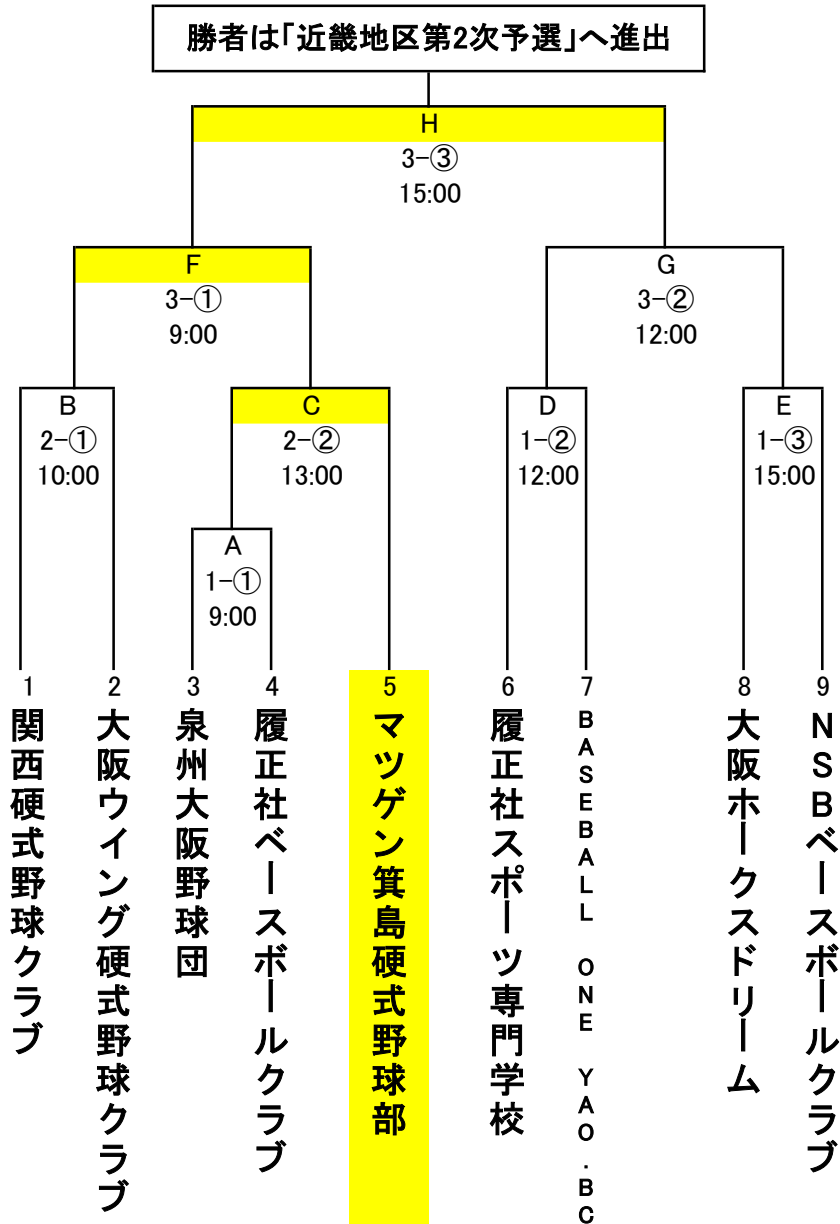 勝者は「近畿地区第2次予選」へ進出
H
3-③
15:00
F
3-①
9:00
G
3-②
12:00
B
2-①
10:00
C
2-②
13:00
D
1-②
12:00
E
1-③
15:00
A
1-①
9:00
1
関西硬式野球クラブ
2
大阪ウイング硬式野球クラブ
3
泉州大阪野球団
4
履正社ベースボールクラブ
5
マツゲン箕島硬式野球部
6
履正社スポーツ専門学校
7
BASEBALL ONE YAO.BC
8
大阪ホークスドリーム
9
NSBベースボールクラブ